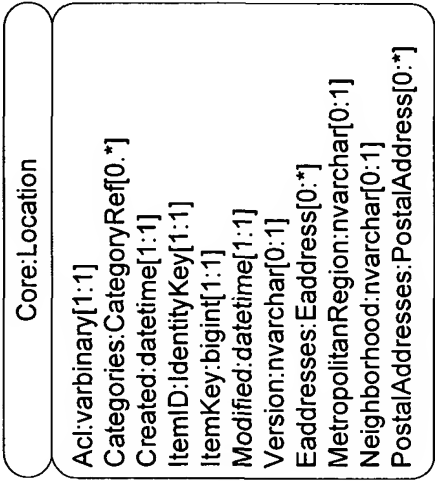 Core:Location
Acl:varbinary[1:1]
Categories:CategoryRef[0.*]
Created:datetime[1:1]
ItemID:IdentityKey[1:1]
ItemKey:bigint[1:1]
Modified:datetime[1:1]
Version:nvarchar[0:1]
Eaddresses:Eaddress[0:*]
MetropolitanRegion:nvarchar[0:1]
Neighborhood:nvarchar[0:1]
PostalAddresses:PostalAddress[0:*]